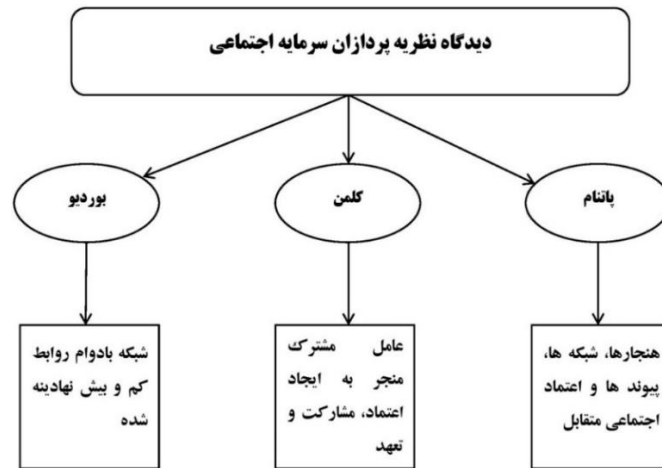 دیدگاه نظریه پردازان سرمایه اجتماعی
پاتنام
کلمن
بوردیو
هنجارها، شبکه ها،
پیوند ها و اعتماد
اجتماعی متقابل
عامل مشترك
منجر به ایجاد
اعتماد، مشارکت و
تعهد
شبکه بادوام روابط
کم و بیش نهادینه
شده